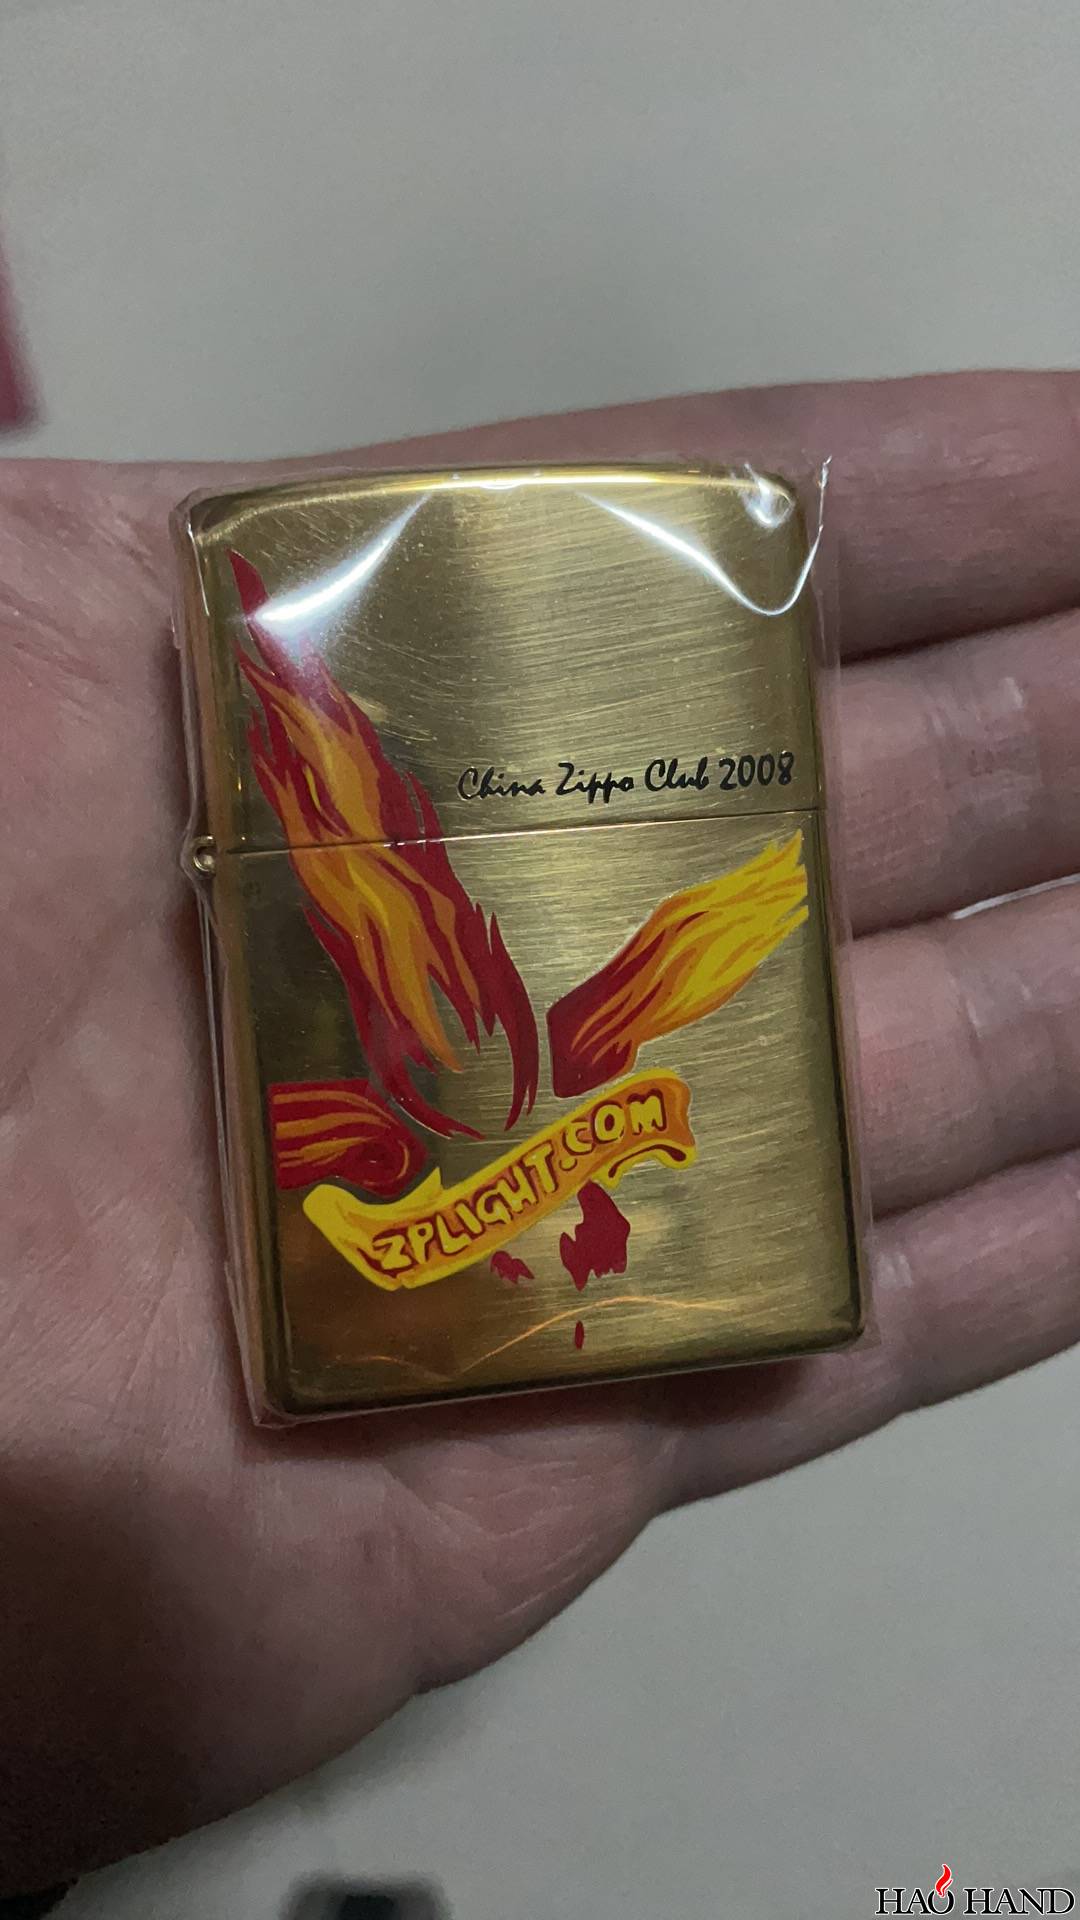 China Zippo Club 2008
ZPLIGHT.COM
HAO HAND